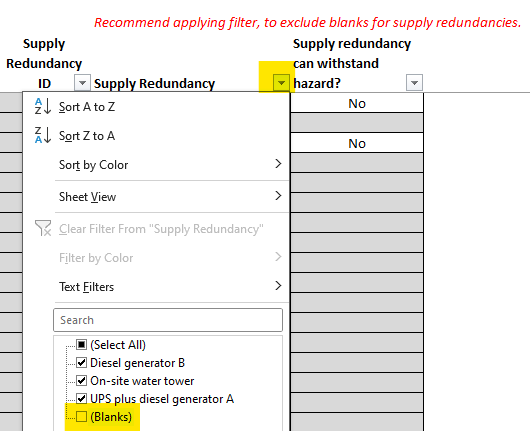 Recommend applying filter, to exclude blanks for supply redundancies.
Supply
Redundancy
ID
Supply Redundancy
Supply redundancy
can withstand
hazard?
Sort A to Z
Sort Z to A
Sort by Color
Sheet View
Clear Filter From "Supply Redundancy"
Filter by Color
Text Filters
Search
(Select All)
Diesel generator B
On-site water tower
UPS plus diesel generator A
(Blanks)
No
No